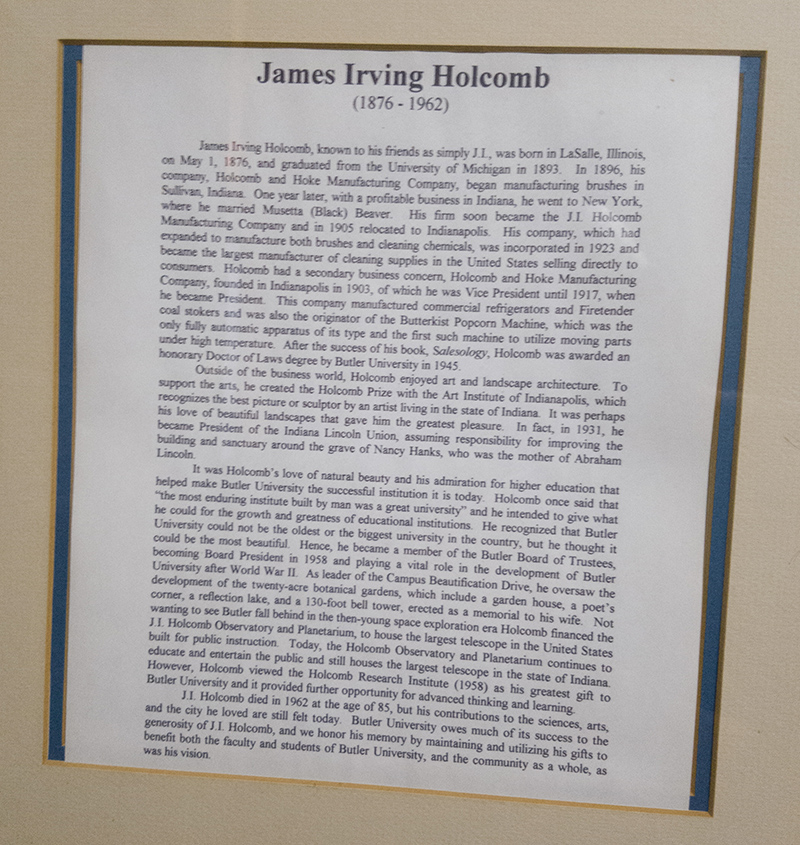 James Irving Holcomb
(1876 - 1962)
James Irving Holcomb, known to his friends as simply J.I., was born in LaSalle, Illinois,
on May 1, 1876, and graduated from the University of Michigan in 1893. In 1896, his
company, Holcomb and Hoke Manufacturing Company, began manufacturing brushes in
Sullivan, Indiana. One year later, with a profitable business in Indiana, he went to New York,
where he married Musetta (Black) Beaver. His firm soon became the J.I. Holcomb
Manufacturing Company and in 1905 relocated to Indianapolis. His company, which had
expanded to manufacture both brushes and cleaning chemicals, was incorporated in 1923 and
became the largest manufacturer of cleaning supplies in the United States selling directly to
consumers. Holcomb had a secondary business concern, Holcomb and Hoke Manufacturing
Company, founded in Indianapolis in 1903, of which he was Vice President until 1917, when
he became President. This company manufactured commercial refrigerators and Firetender
coal stokers and was also the originator of the Butterkist Popcorn Machine, which was the
only fully automatic apparatus of its type and the first such machine to utilize moving parts
under high temperature. After the success of his book, Salesology, Holcomb was awarded an
honorary Doctor of Laws degree by Butler University in 1945.
Outside of the business world, Holcomb enjoyed art and landscape architecture. To
support the arts, he created the Holcomb Prize with the Art Institute of Indianapolis, which
recognizes the best picture or sculptor by an artist living in the state of Indiana. It was perhaps
his love of beautiful landscapes that gave him the greatest pleasure. In fact, in 1931, he
became President of the Indiana Lincoln Union, assuming responsibility for improving the
building and sanctuary around the grave of Nancy Hanks, who was the mother of Abraham
Lincoln.
It was Holcomb's love of natural beauty and his admiration for higher education that
helped make Butler University the successful institution it is today. Holcomb once said that
"the most enduring institute built by man was a great university" and he intended to give what
he could for the growth and greatness of educational institutions. He recognized that Butler
University could not be the oldest or the biggest university in the country, but he thought it
could be the most beautiful. Hence, he became a member of the Butler Board of Trustees,
becoming Board President in 1958 and playing a vital role in the development of Butler
University after World War II. As leader of the Campus Beautification Drive, he oversaw the
development of the twenty-acre botanical gardens, which include a garden house, a poet's
corner, a reflection lake, and a 130-foot bell tower, erected as a memorial to his wife. Not
wanting to see Butler fall behind in the then-young space exploration era Holcomb financed the
J.I. Holcomb Observatory and Planetarium, to house the largest telescope in the United States
built for public instruction. Today, the Holcomb Observatory and Planetarium continues to
educate and entertain the public and still houses the largest telescope in the state of Indiana.
However, Holcomb viewed the Holcomb Research Institute (1958) as his greatest gift to
Butler University and it provided further opportunity for advanced thinking and learning.
J.I. Holcomb died in 1962 at the age of 85, but his contributions to the sciences, arts,
and the city he loved are still felt today. Butler University owes much of its success to the
generosity of J.I. Holcomb, and we honor his memory by maintaining and utilizing his gifts to
benefit both the faculty and students of Butler University, and the community as a whole, as
was his vision.